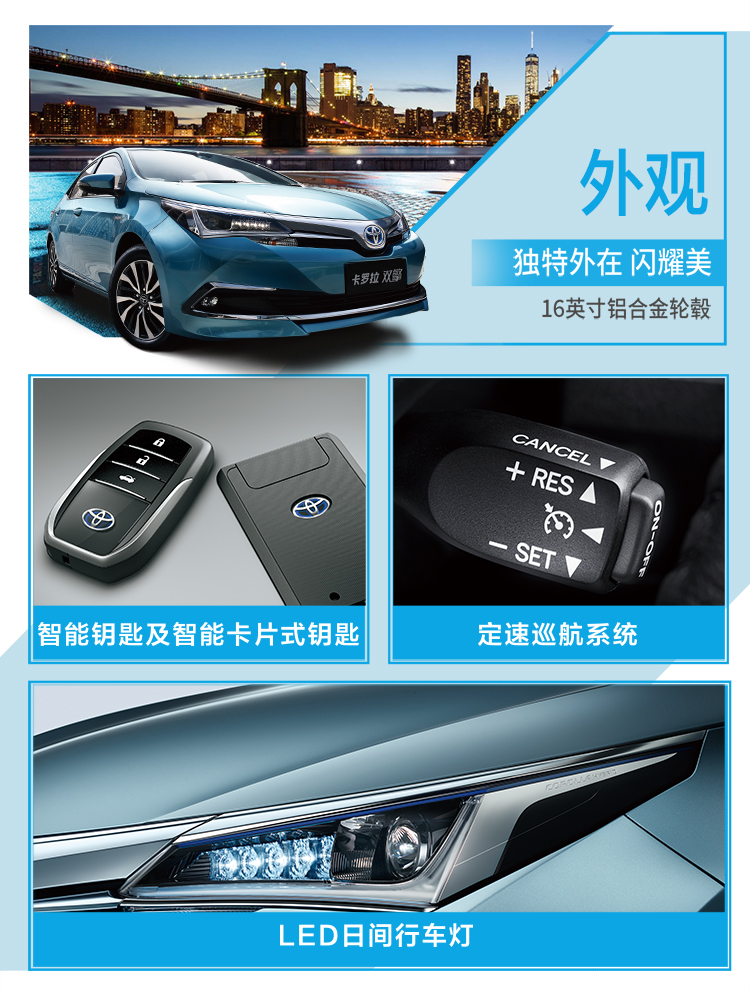 外观
独特外在 闪耀美
16英寸铝合金轮毂
卡罗拉 双擎
CANCEL▼
+ RES ▲
◀
− SET ▼
ON-OFF
智能钥匙及智能卡片式钥匙
定速巡航系统
COROLLA HYBRID
LED日间行车灯